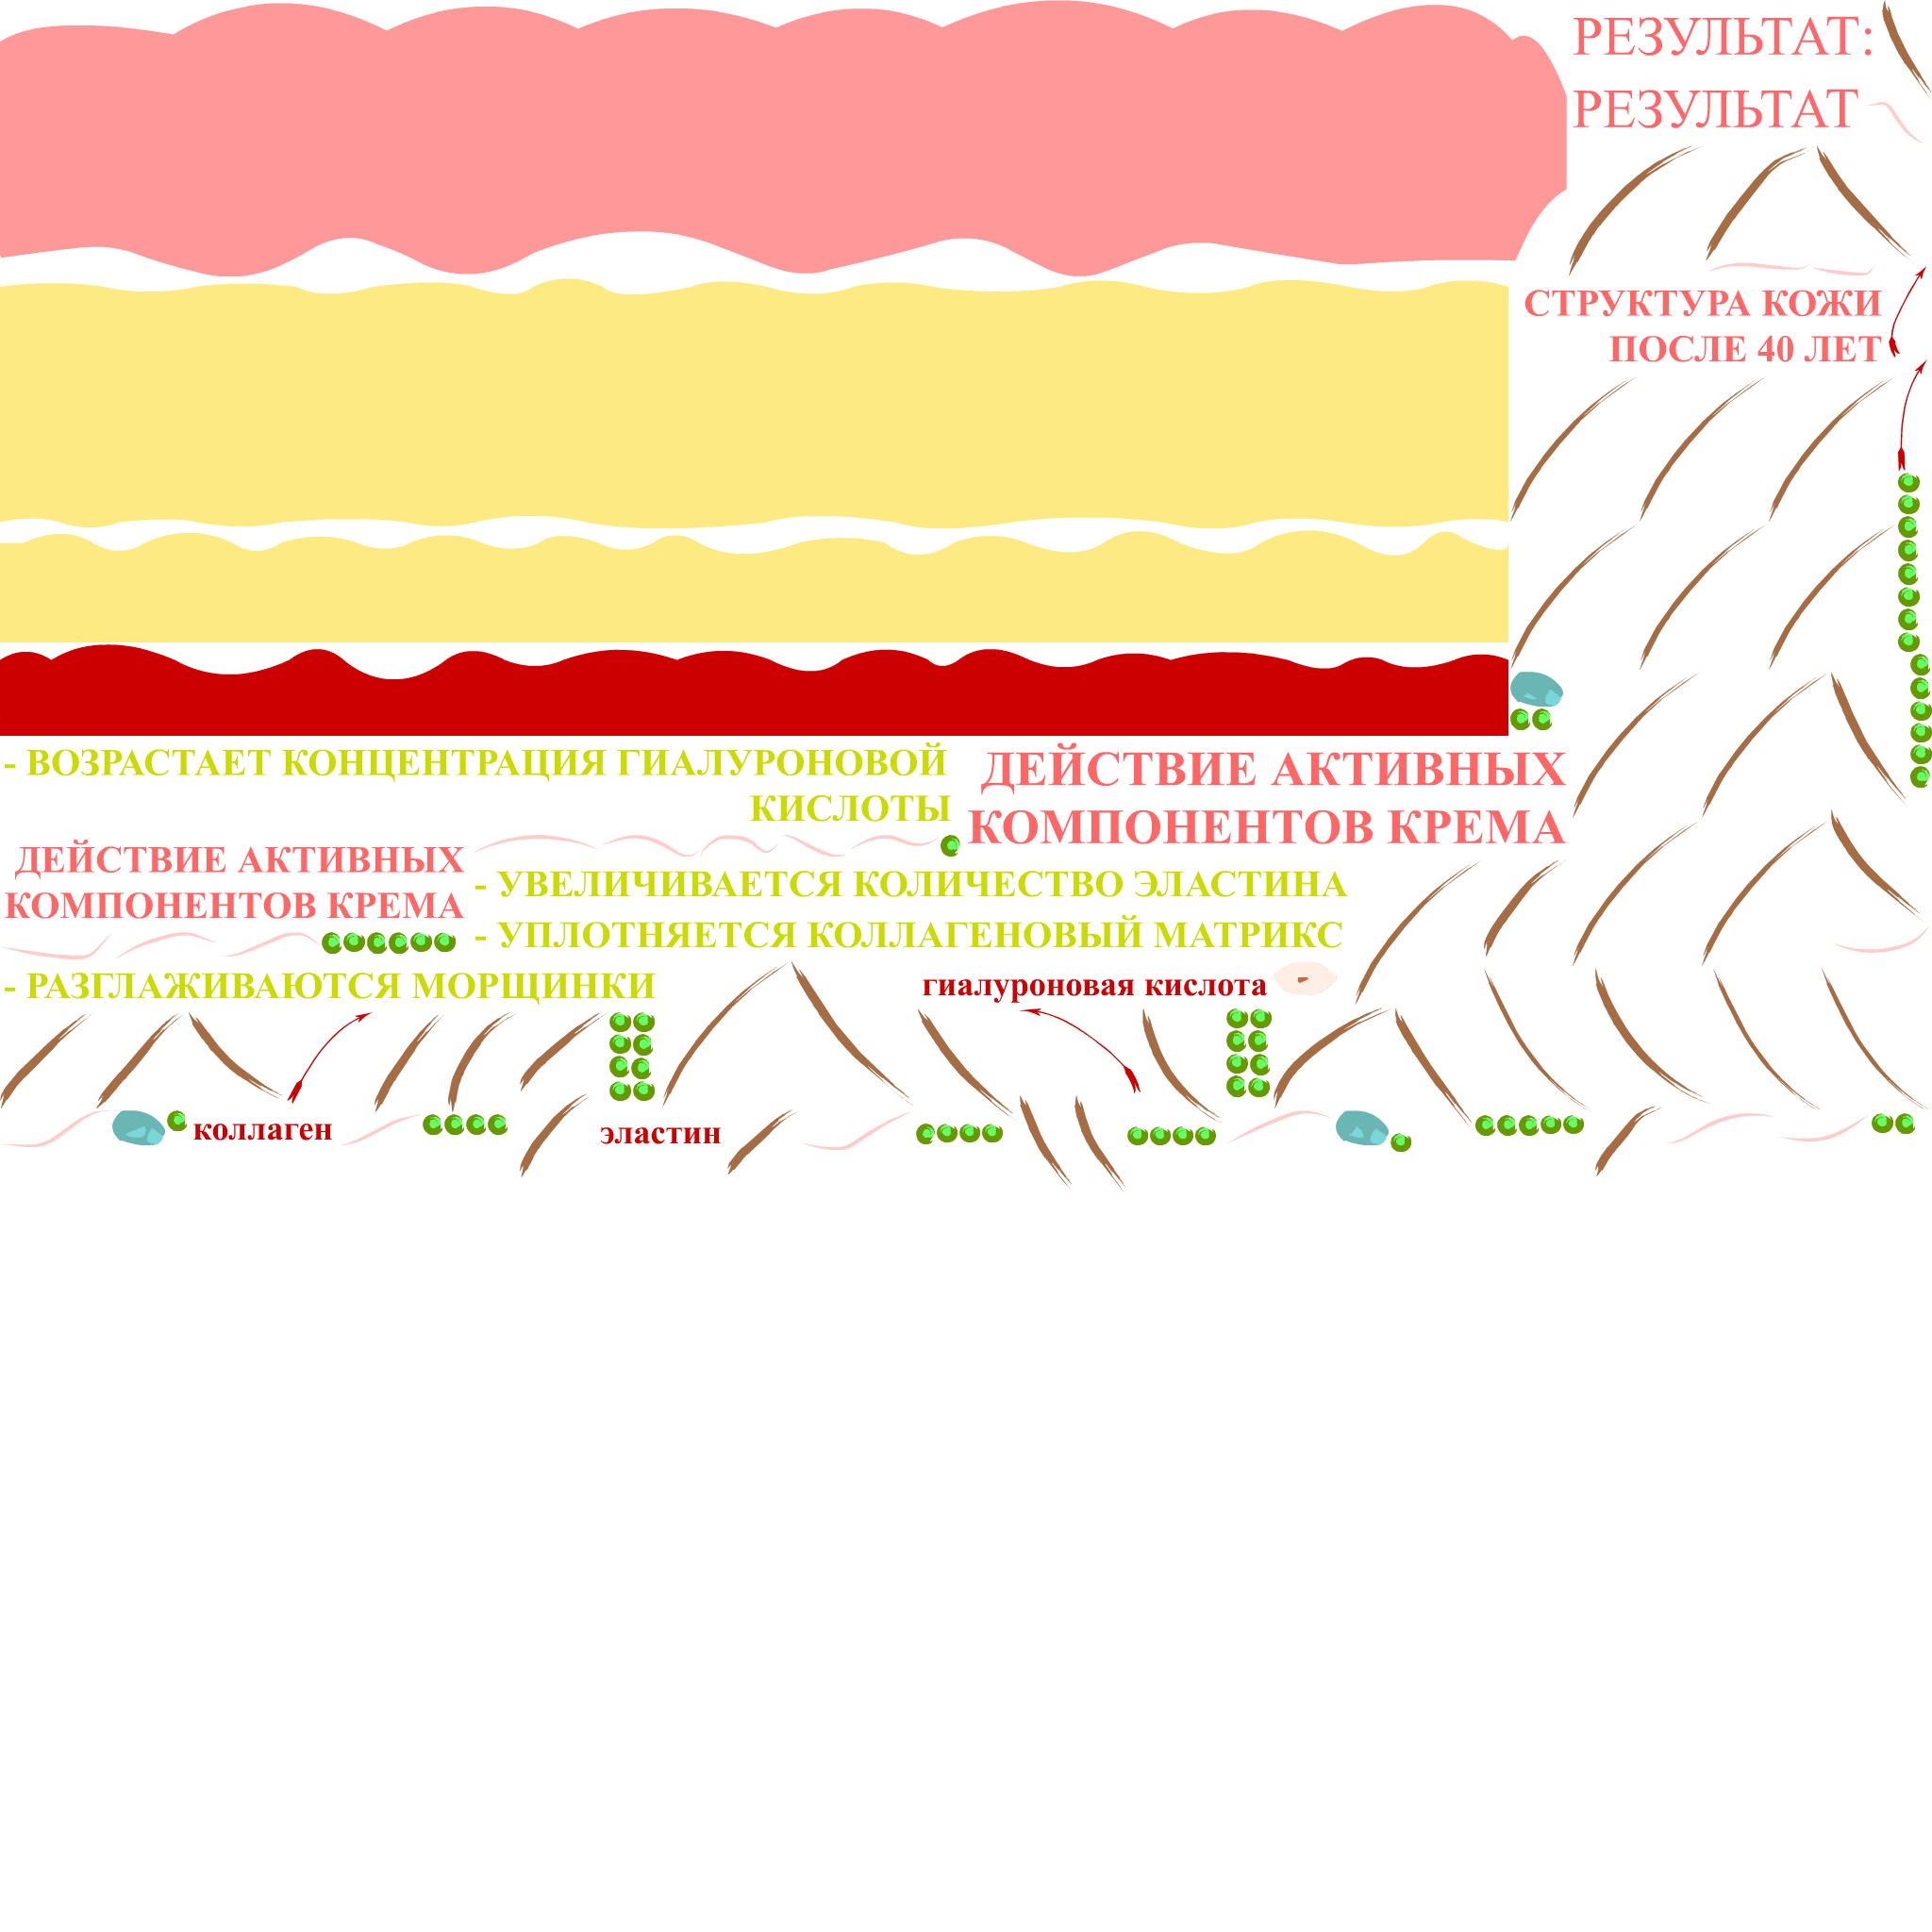 РЕЗУЛЬТАТ:
РЕЗУЛЬТАТ
СТРУКТУРА КОЖИ
ПОСЛЕ 40 ЛЕТ
- ВОЗРАСТАЕТ КОНЦЕНТРАЦИЯ ГИАЛУРОНОВОЙ
КИСЛОТЫ
ДЕЙСТВИЕ АКТИВНЫХ
КОМПОНЕНТОВ КРЕМА
ДЕЙСТВИЕ АКТИВНЫХ
КОМПОНЕНТОВ КРЕМА
- УВЕЛИЧИВАЕТСЯ КОЛИЧЕСТВО ЭЛАСТИНА
- УПЛОТНЯЕТСЯ КОЛЛАГЕНОВЫЙ МАТРИКС
- РАЗГЛАЖИВАЮТСЯ МОРЩИНКИ
гиалуроновая кислота
коллаген
эластин